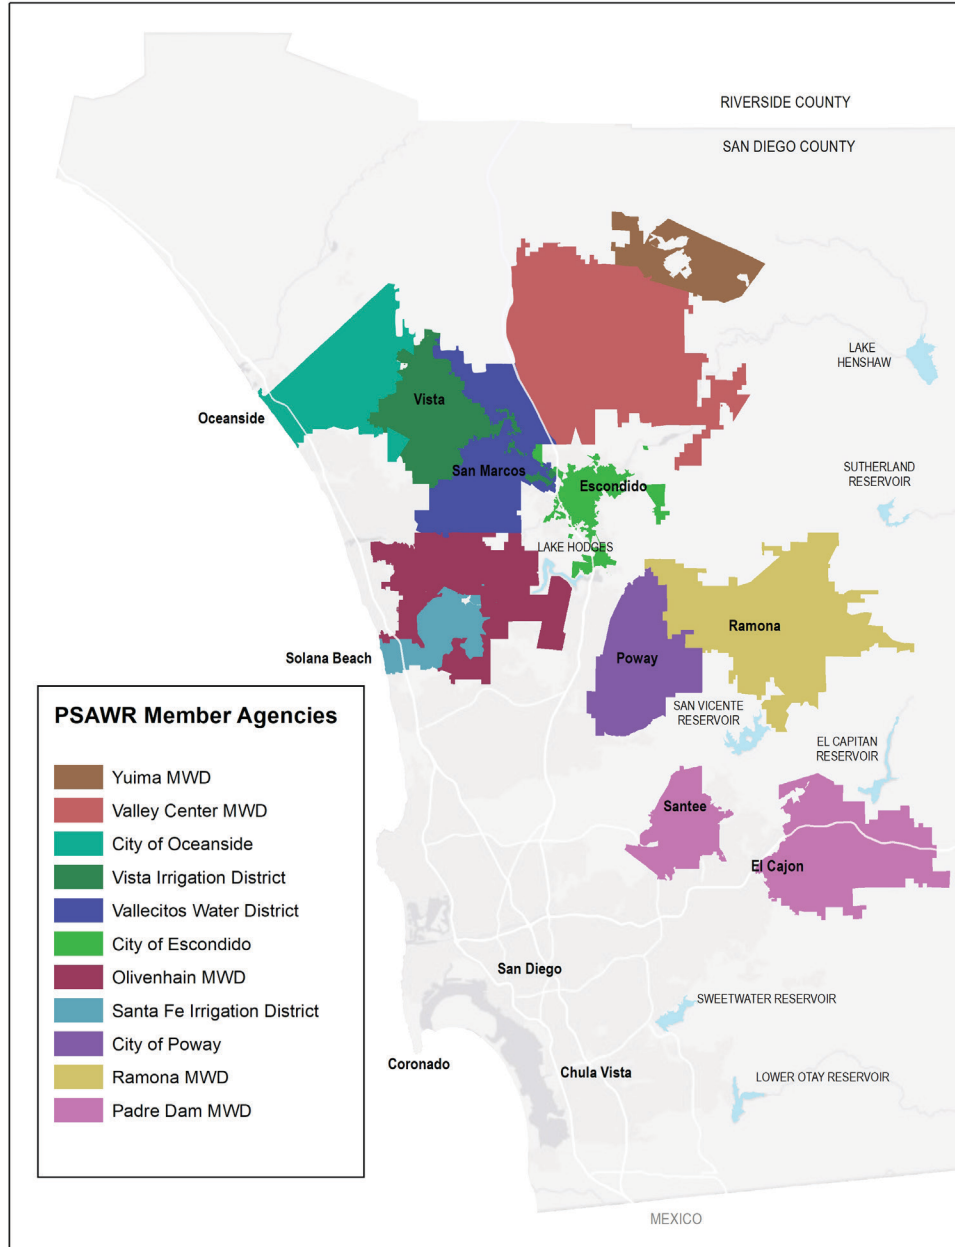 RIVERSIDE COUNTY
SAN DIEGO COUNTY
LAKE
HENSHAW
Vista
Oceanside
San Marcos
SUTHERLAND
RESERVOIR
Escondido
LAKE HODGES
Ramona
Solana Beach
Poway
SAN VICENTE
RESERVOIR
EL CAPITAN
RESERVOIR
Santee
El Cajon
San Diego
SWEETWATER RESERVOIR
Coronado
Chula Vista
LOWER OTAY RESERVOIR
MEXICO
PSAWR Member Agencies
Yuima MWD
Valley Center MWD
City of Oceanside
Vista Irrigation District
Vallecitos Water District
City of Escondido
Olivenhain MWD
Santa Fe Irrigation District
City of Poway
Ramona MWD
Padre Dam MWD